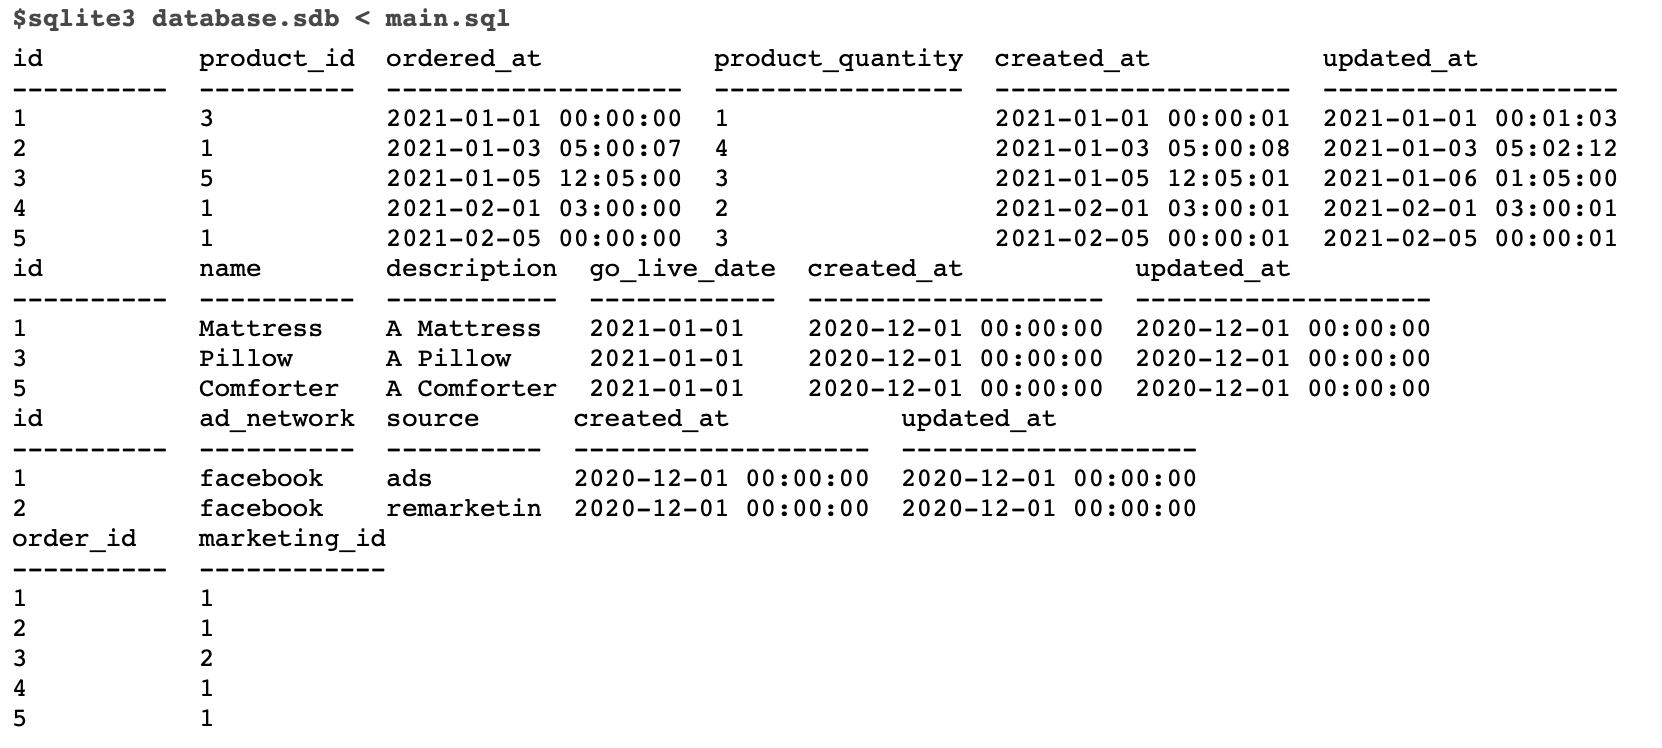 $sqlite3 database.sdb < main.sql
id          product_id  ordered_at           product_quantity  created_at           updated_at
----------  ----------  -------------------  ----------------  -------------------  -------------------
1           3           2021-01-01 00:00:00  1                 2021-01-01 00:00:01  2021-01-01 00:01:03
2           1           2021-01-03 05:00:07  4                 2021-01-03 05:00:08  2021-01-03 05:02:12
3           5           2021-01-05 12:05:00  3                 2021-01-05 12:05:01  2021-01-06 01:05:00
4           1           2021-02-01 03:00:00  2                 2021-02-01 03:00:01  2021-02-01 03:00:01
5           1           2021-02-05 00:00:00  3                 2021-02-05 00:00:01  2021-02-05 00:00:01
id          name        description  go_live_date  created_at           updated_at
----------  ----------  -----------  ------------  -------------------  -------------------
1           Mattress    A Mattress   2021-01-01    2020-12-01 00:00:00  2020-12-01 00:00:00
3           Pillow      A Pillow     2021-01-01    2020-12-01 00:00:00  2020-12-01 00:00:00
5           Comforter   A Comforter  2021-01-01    2020-12-01 00:00:00  2020-12-01 00:00:00
id          ad_network  source      created_at           updated_at
----------  ----------  ----------  -------------------  -------------------
1           facebook    ads         2020-12-01 00:00:00  2020-12-01 00:00:00
2           facebook    remarketin  2020-12-01 00:00:00  2020-12-01 00:00:00
order_id    marketing_id
----------  ------------
1           1
2           1
3           2
4           1
5           1